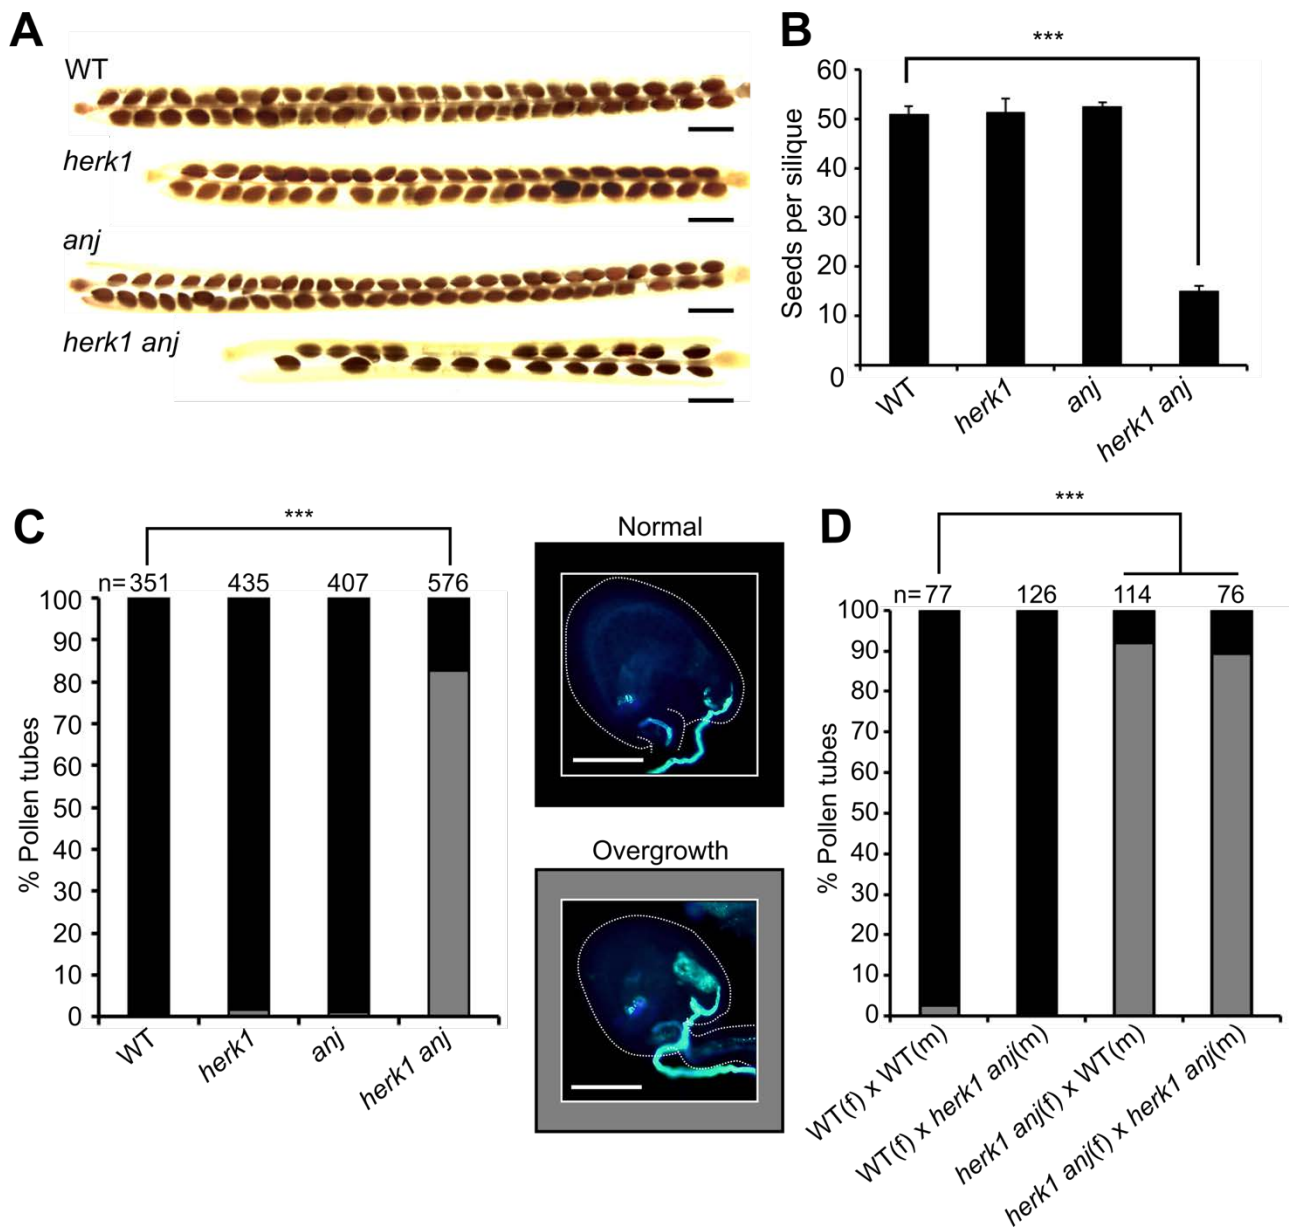 A
WT
herk1
anj
herk1 anj
B
***
Seeds per silique
60
50
40
30
20
10
0
WT
herk1
anj
herk1 anj
C
***
n=351 435 407 576
% Pollen tubes
100
90
80
70
60
50
40
30
20
10
0
WT
herk1
anj
herk1 anj
Normal
Overgrowth
D
***
n=77 126 114 76
% Pollen tubes
100
90
80
70
60
50
40
30
20
10
0
WT(f) x WT(m)
WT(f) x herk1 anj(m)
herk1 anj(f) x WT(m)
herk1 anj(f) x herk1 anj(m)